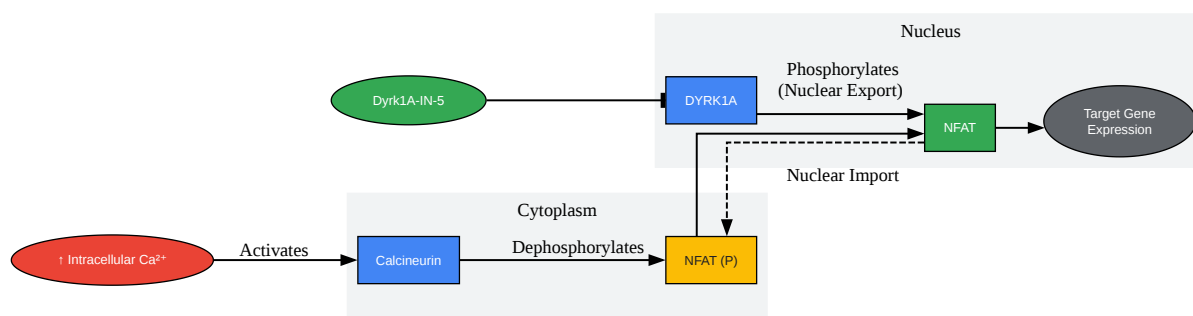 Nucleus
Phosphorylates
(Nuclear Export)
Dyrk1A-IN-5
DYRK1A
NFAT
Target Gene
Expression
Nuclear Import
Cytoplasm
Activates
Dephosphorylates
↑ Intracellular Ca²⁺
Calcineurin
NFAT (P)